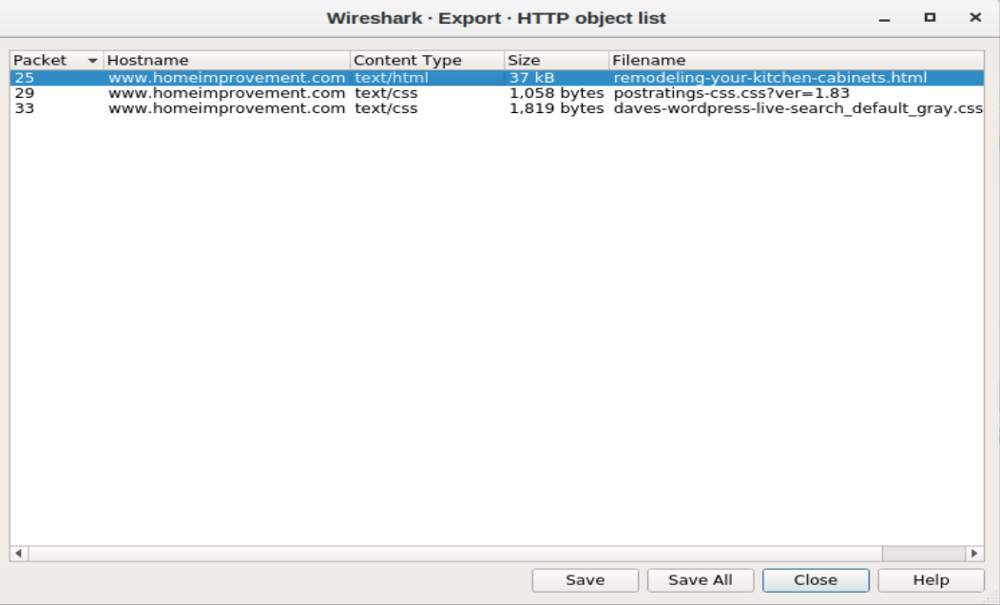 Wireshark · Export · HTTP object list
Packet Hostname Content Type Size Filename
25 www.homeimprovement.com text/html 37 kB remodeling-your-kitchen-cabinets.html
29 www.homeimprovement.com text/css 1,058 bytes postratings-css.css?ver=1.83
33 www.homeimprovement.com text/css 1,819 bytes daves-wordpress-live-search_default_gray.css
Save Save All Close Help